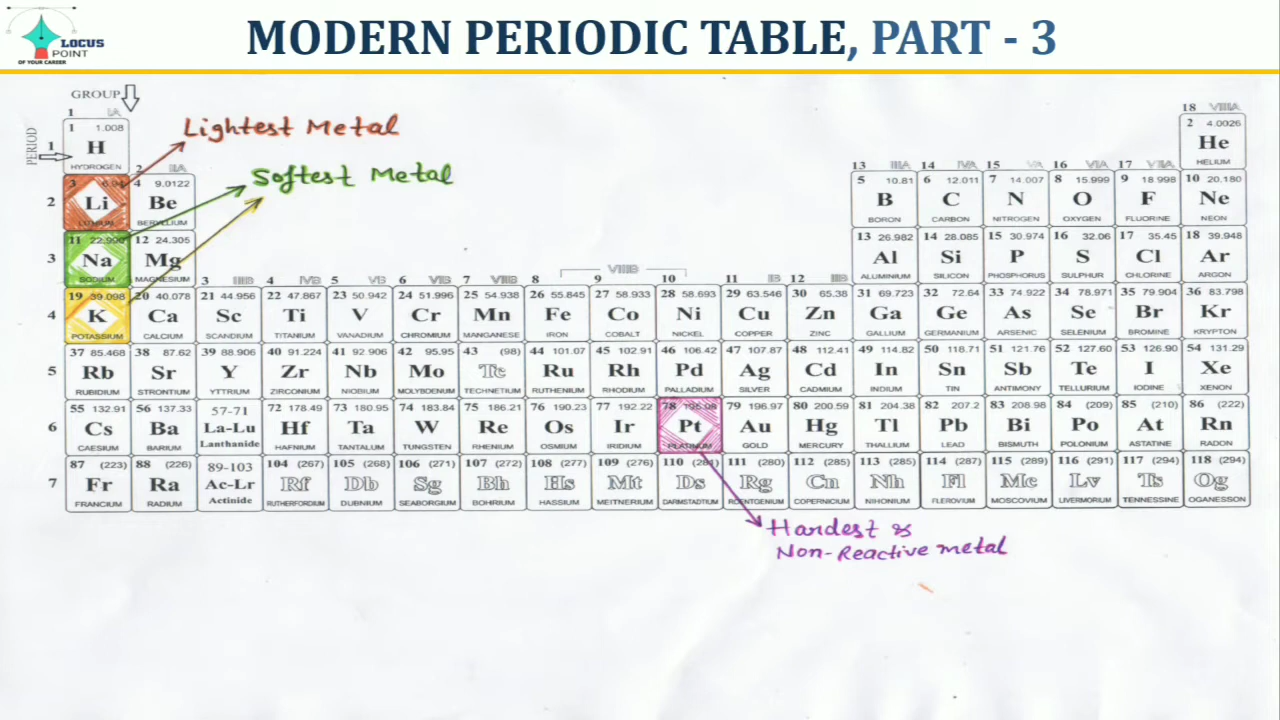 LOCUS
POINT
OF YOUR CAREER
MODERN PERIODIC TABLE, PART - 3
GROUP
PERIOD
1 IA
18 VIIIA
1
1 1.008
H
HYDROGEN
2 4.0026
He
HELIUM
Lightest Metal
Softest Metal
2 IIA
13 IIIA 14 IVA 15 VA 16 VIA 17 VIIA
2
3 6.94 4 9.0122 5 10.81 6 12.011 7 14.007 8 15.999 9 18.998 10 20.180
Li Be B C N O F Ne
LITHIUM BERYLLIUM BORON CARBON NITROGEN OXYGEN FLUORINE NEON
3
11 22.990 12 24.305 13 26.982 14 28.085 15 30.974 16 32.06 17 35.45 18 39.948
Na Mg Al Si P S Cl Ar
SODIUM MAGNESIUM ALUMINIUM SILICON PHOSPHORUS SULPHUR CHLORINE ARGON
3 IIIB 4 IVB 5 VB 6 VIB 7 VIIB 8 9 VIIIB 10 11 IB 12 IIB
4
19 39.098 20 40.078 21 44.956 22 47.867 23 50.942 24 51.996 25 54.938 26 55.845 27 58.933 28 58.693 29 63.546 30 65.38 31 69.723 32 72.64 33 74.922 34 78.971 35 79.904 36 83.798
K Ca Sc Ti V Cr Mn Fe Co Ni Cu Zn Ga Ge As Se Br Kr
POTASSIUM CALCIUM SCANDIUM TITANIUM VANADIUM CHROMIUM MANGANESE IRON COBALT NICKEL COPPER ZINC GALLIUM GERMANIUM ARSENIC SELENIUM BROMINE KRYPTON
5
37 85.468 38 87.62 39 88.906 40 91.224 41 92.906 42 95.95 43 (98) 44 101.07 45 102.91 46 106.42 47 107.87 48 112.41 49 114.82 50 118.71 51 121.76 52 127.60 53 126.90 54 131.29
Rb Sr Y Zr Nb Mo Tc Ru Rh Pd Ag Cd In Sn Sb Te I Xe
RUBIDIUM STRONTIUM YTTRIUM ZIRCONIUM NIOBIUM MOLYBDENUM TECHNETIUM RUTHENIUM RHODIUM PALLADIUM SILVER CADMIUM INDIUM TIN ANTIMONY TELLURIUM IODINE XENON
6
55 132.91 56 137.33 57-71 72 178.49 73 180.95 74 183.84 75 186.21 76 190.23 77 192.22 78 195.08 79 196.97 80 200.59 81 204.38 82 207.2 83 208.98 84 (209) 85 (210) 86 (222)
Cs Ba La-Lu Hf Ta W Re Os Ir Pt Au Hg Tl Pb Bi Po At Rn
CAESIUM BARIUM Lanthanide HAFNIUM TANTALUM TUNGSTEN RHENIUM OSMIUM IRIDIUM PLATINUM GOLD MERCURY THALLIUM LEAD BISMUTH POLONIUM ASTATINE RADON
7
87 (223) 88 (226) 89-103 104 (267) 105 (268) 106 (271) 107 (272) 108 (277) 109 (276) 110 (281) 111 (280) 112 (285) 113 (285) 114 (287) 115 (289) 116 (291) 117 (294) 118 (294)
Fr Ra Ac-Lr Rf Db Sg Bh Hs Mt Ds Rg Cn Nh Fl Mc Lv Ts Og
FRANCIUM RADIUM Actinide RUTHERFORDIUM DUBNIUM SEABORGIUM BOHRIUM HASSIUM MEITNERIUM DARMSTADTIUM ROENTGENIUM COPERNICIUM NIHONIUM FLEROVIUM MOSCOVIUM LIVERMORIUM TENNESSINE OGANESSON
Hardest &
Non-Reactive metal